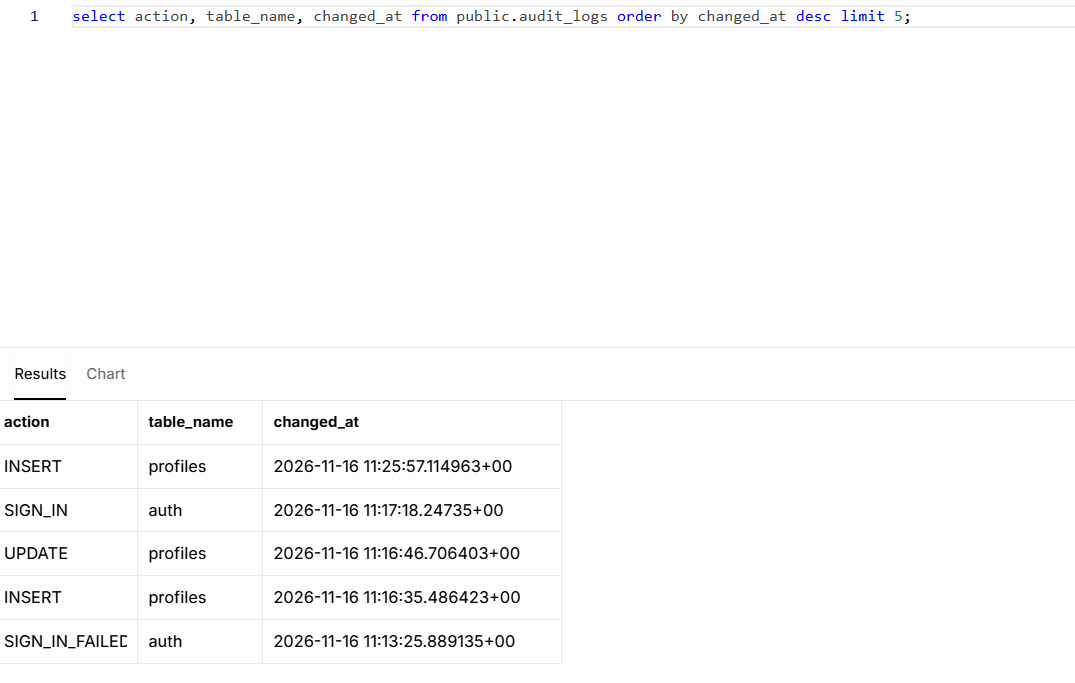 1 select action, table_name, changed_at from public.audit_logs order by changed_at desc limit 5;
Results Chart
action table_name changed_at
INSERT profiles 2026-11-16 11:25:57.114963+00
SIGN_IN auth 2026-11-16 11:17:18.24735+00
UPDATE profiles 2026-11-16 11:16:46.706403+00
INSERT profiles 2026-11-16 11:16:35.486423+00
SIGN_IN_FAILED auth 2026-11-16 11:13:25.889135+00